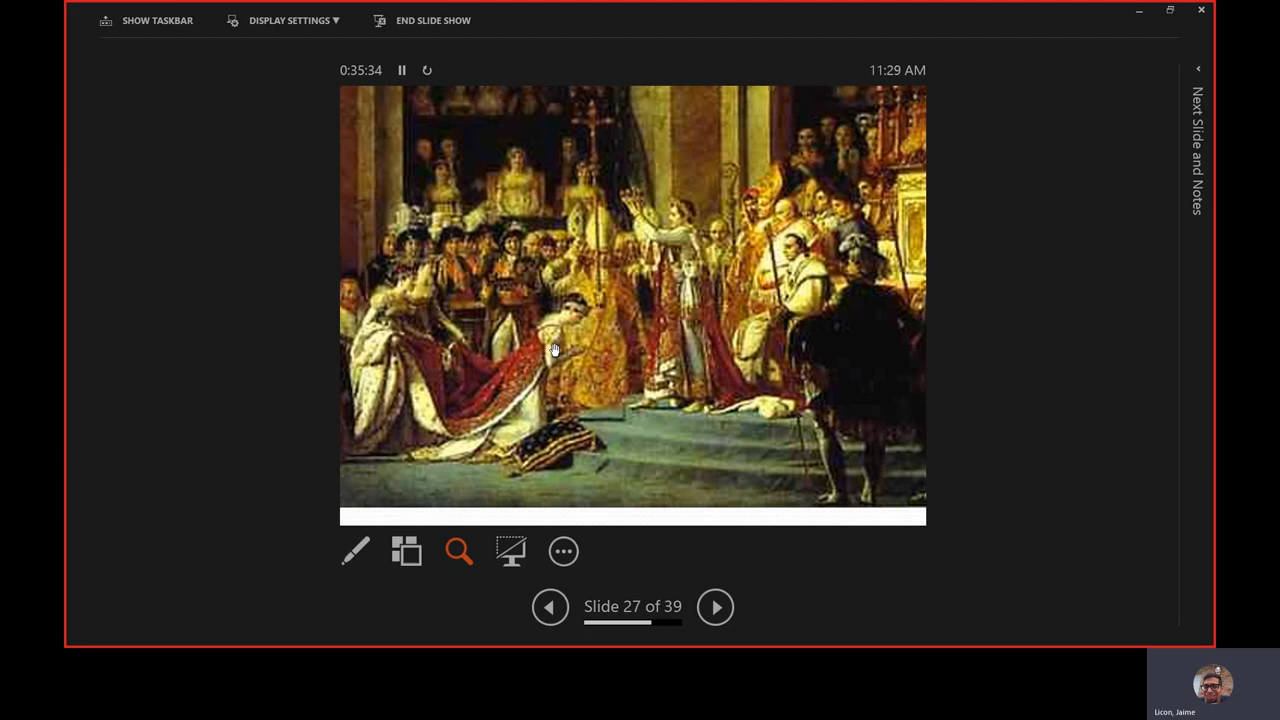 SHOW TASKBAR
DISPLAY SETTINGS ▼
END SLIDE SHOW
0:35:34
11:29 AM
Next Slide and Notes
Slide 27 of 39
Licon, Jaime